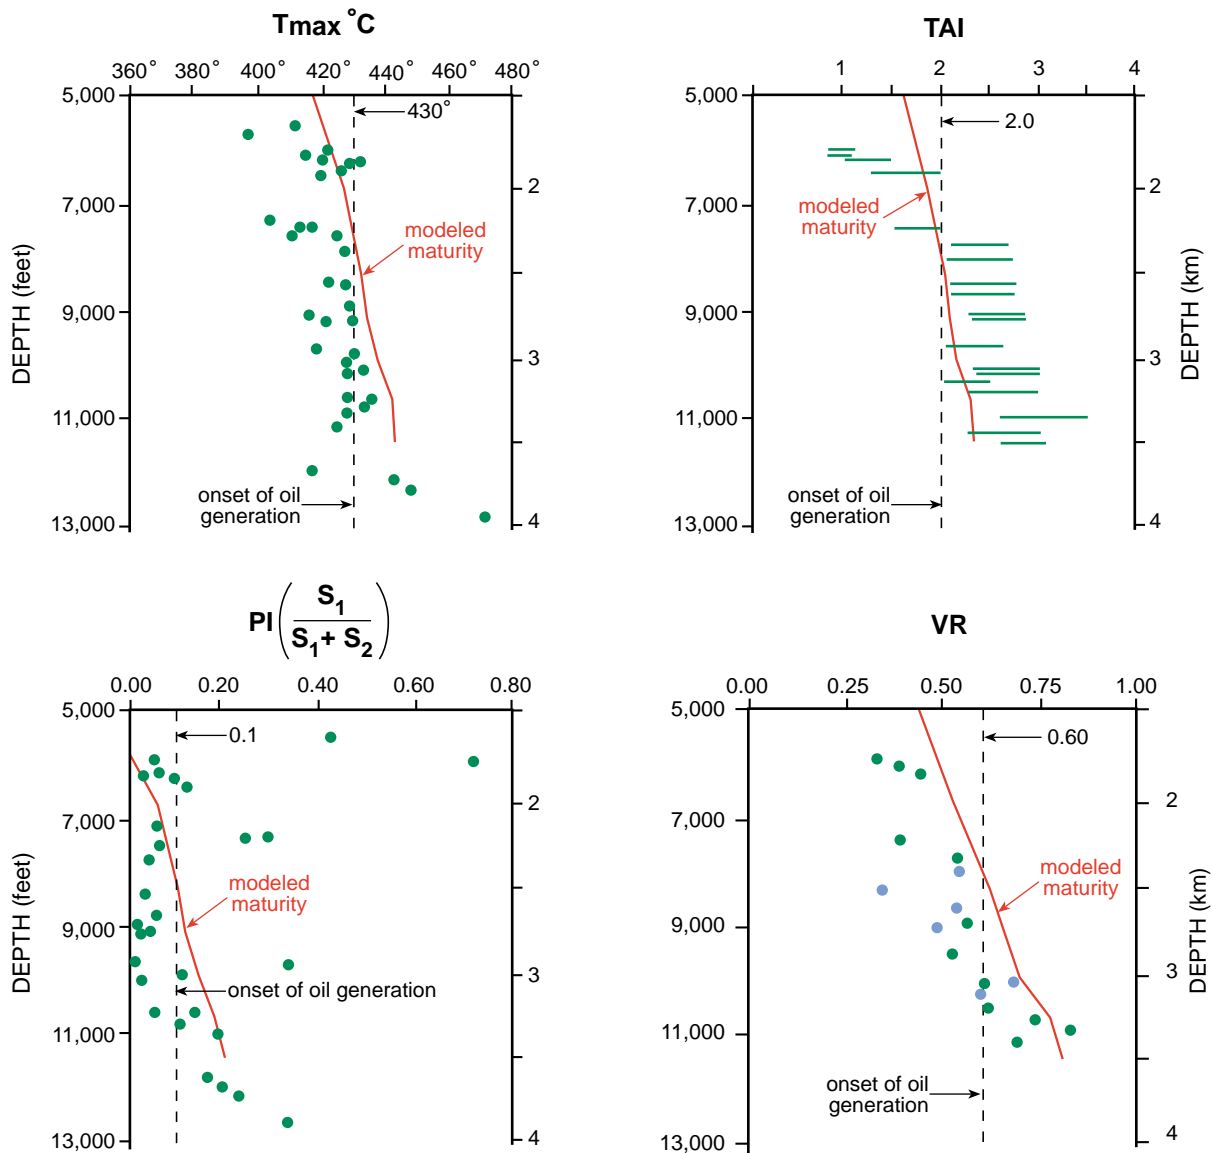 Tmax °C
360° 380° 400° 420° 440° 460° 480°
5,000
7,000
9,000
11,000
13,000
DEPTH (feet)
430°
modeled
maturity
onset of oil
generation
2
3
4
TAI
1 2 3 4
5,000
7,000
9,000
11,000
13,000
2.0
modeled
maturity
onset of oil
generation
2
3
4
DEPTH (km)
PI (S1 / S1 + S2)
0.00 0.20 0.40 0.60 0.80
5,000
7,000
9,000
11,000
13,000
DEPTH (feet)
0.1
modeled
maturity
onset of oil generation
2
3
4
VR
0.00 0.25 0.50 0.75 1.00
5,000
7,000
9,000
11,000
13,000
0.60
modeled
maturity
onset of oil
generation
2
3
4
DEPTH (km)